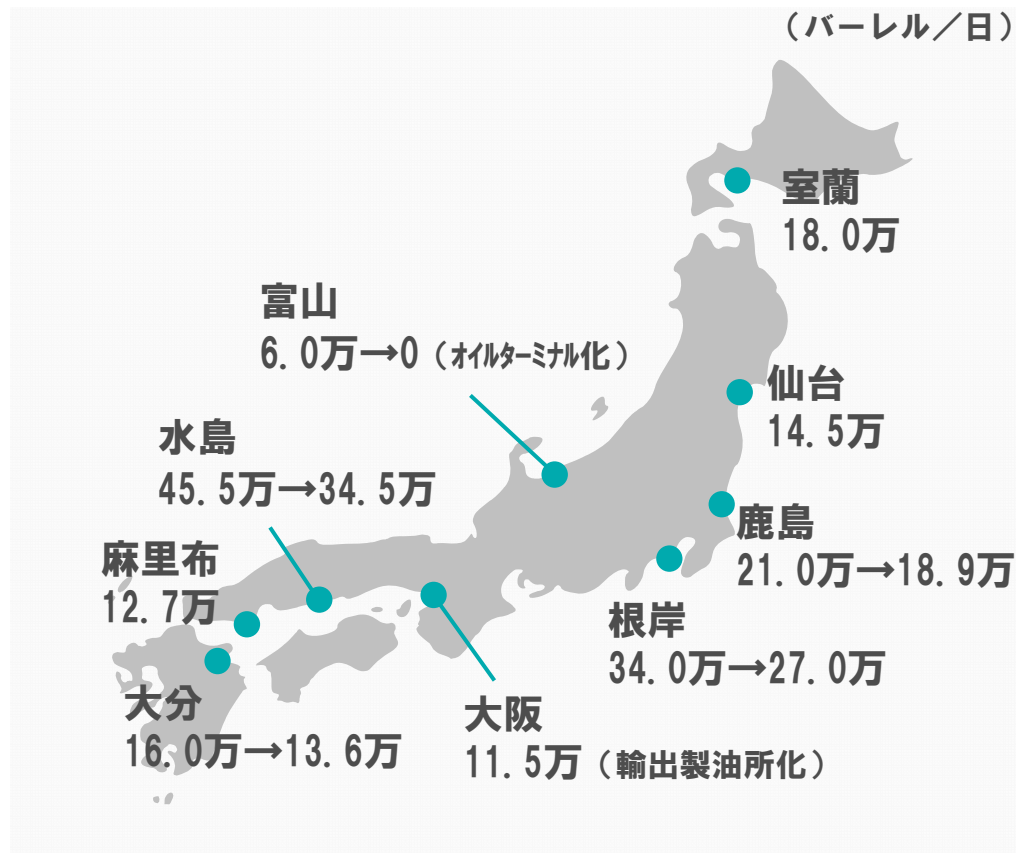 （バーレル／日）
室蘭
18.0万
富山
6.0万→0（ｵｲﾙﾀｰﾐﾅﾙ化）
仙台
14.5万
水島
45.5万→34.5万
鹿島
21.0万→18.9万
麻里布
12.7万
根岸
34.0万→27.0万
大分
16.0万→13.6万
大阪
11.5万（輸出製油所化）